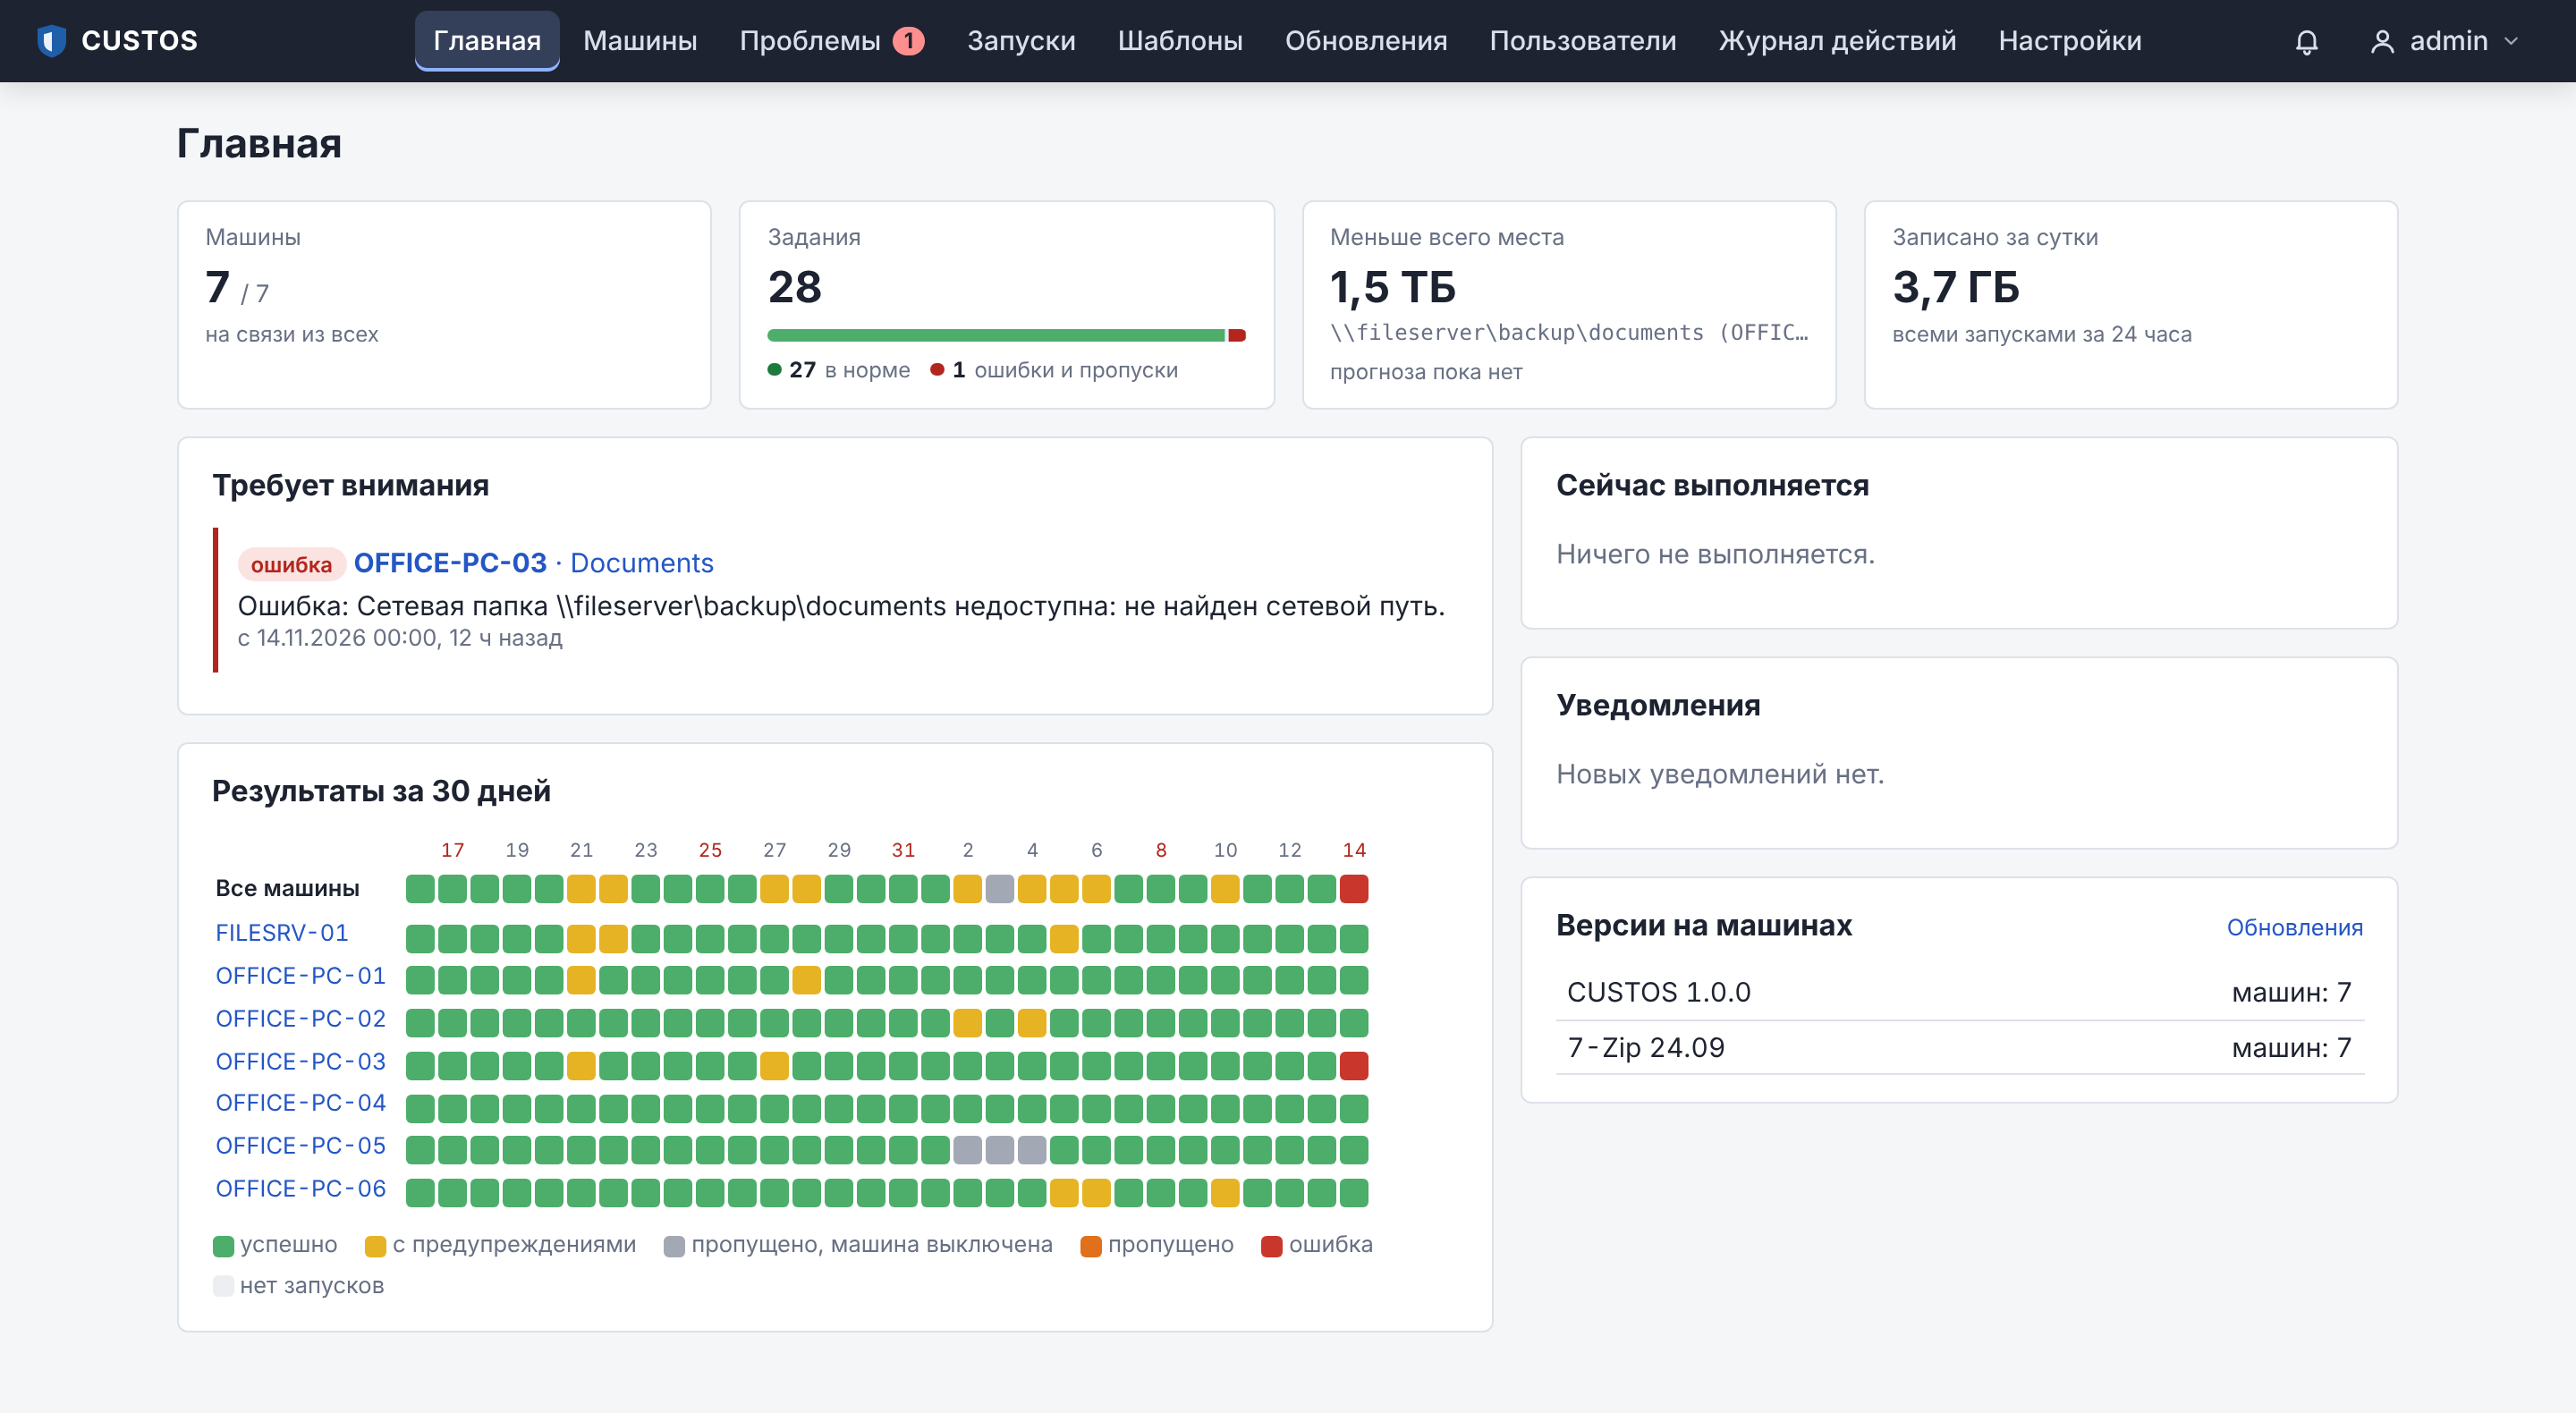 CUSTOS
Главная
Машины
Проблемы 1
Запуски
Шаблоны
Обновления
Пользователи
Журнал действий
Настройки
admin
Главная
Машины
7 / 7
на связи из всех
Задания
28
27 в норме 1 ошибки и пропуски
Меньше всего места
1,5 ТБ
\\fileserver\backup\documents (OFFIC…
прогноза пока нет
Записано за сутки
3,7 ГБ
всеми запусками за 24 часа
Требует внимания
ошибка OFFICE-PC-03 · Documents
Ошибка: Сетевая папка \\fileserver\backup\documents недоступна: не найден сетевой путь.
с 14.11.2026 00:00, 12 ч назад
Результаты за 30 дней
17 19 21 23 25 27 29 31 2 4 6 8 10 12 14
Все машины
FILESRV-01
OFFICE-PC-01
OFFICE-PC-02
OFFICE-PC-03
OFFICE-PC-04
OFFICE-PC-05
OFFICE-PC-06
успешно с предупреждениями пропущено, машина выключена пропущено ошибка
нет запусков
Сейчас выполняется
Ничего не выполняется.
Уведомления
Новых уведомлений нет.
Версии на машинах Обновления
CUSTOS 1.0.0 машин: 7
7-Zip 24.09 машин: 7